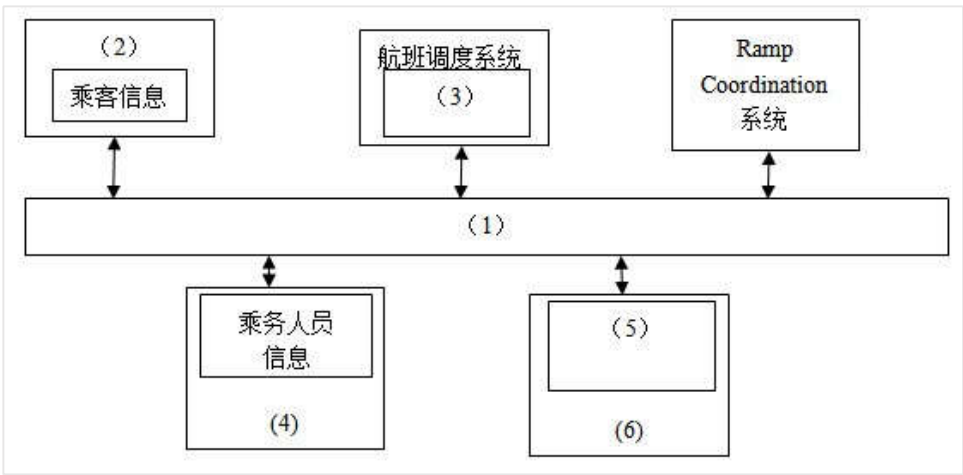 （2）
乘客信息
航班调度系统
（3）
Ramp
Coordination
系统
（1）
乘务人员
信息
(4)
（5）
(6)